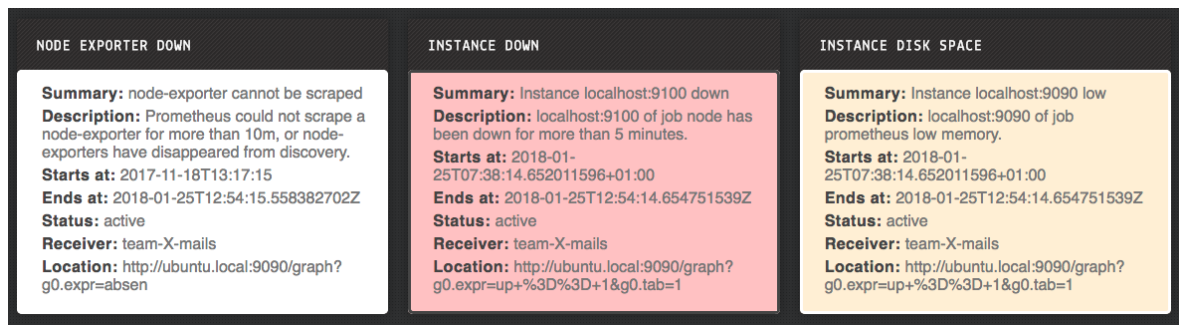 NODE EXPORTER DOWN
Summary: node-exporter cannot be scraped
Description: Prometheus could not scrape a
node-exporter for more than 10m, or node-
exporters have disappeared from discovery.
Starts at: 2017-11-18T13:17:15
Ends at: 2018-01-25T12:54:15.558382702Z
Status: active
Receiver: team-X-mails
Location: http://ubuntu.local:9090/graph?
g0.expr=absen
INSTANCE DOWN
Summary: Instance localhost:9100 down
Description: localhost:9100 of job node has
been down for more than 5 minutes.
Starts at: 2018-01-
25T07:38:14.652011596+01:00
Ends at: 2018-01-25T12:54:14.654751539Z
Status: active
Receiver: team-X-mails
Location: http://ubuntu.local:9090/graph?
g0.expr=up+%3D%3D+1&g0.tab=1
INSTANCE DISK SPACE
Summary: Instance localhost:9090 low
Description: localhost:9090 of job
prometheus low memory.
Starts at: 2018-01-
25T07:38:14.652011596+01:00
Ends at: 2018-01-25T12:54:14.654751539Z
Status: active
Receiver: team-X-mails
Location: http://ubuntu.local:9090/graph?
g0.expr=up+%3D%3D+1&g0.tab=1